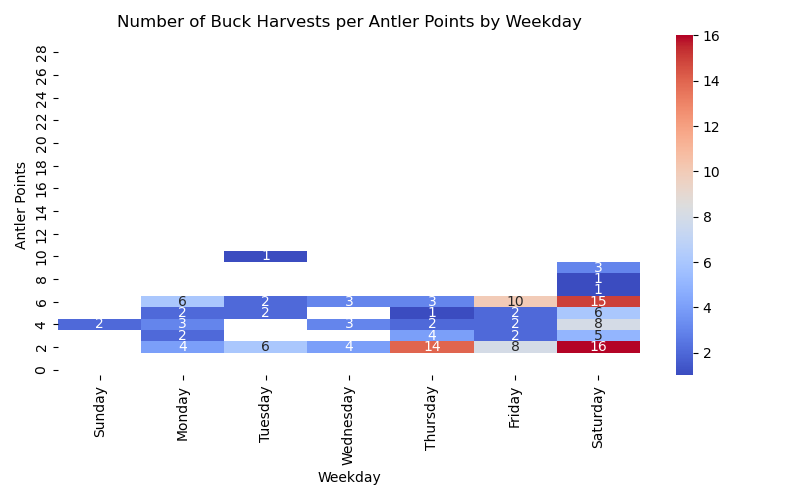 Number of Buck Harvests per Antler Points by Weekday
16
28
26
14
24
22
12
20
18
10
16
14
8
12
10 1
3
6
8 1
1
6 6 2 3 3 10 15
2 2 1 2 6
4 2 3 3 2 2 8
4
2 4 2 5
2 4 6 4 14 8 16
2
0
Antler Points
Sunday Monday Tuesday Wednesday Thursday Friday Saturday
Weekday